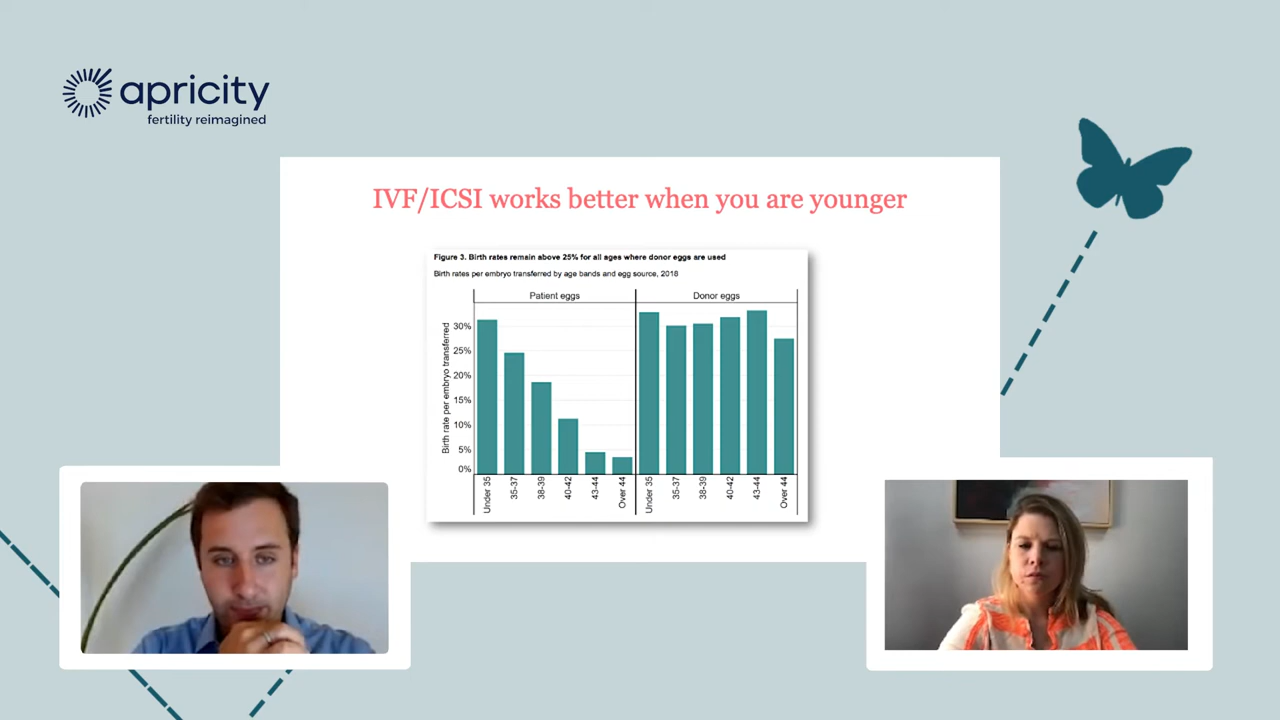 apricity
fertility reimagined
IVF/ICSI works better when you are younger
Figure 3. Birth rates remain above 25% for all ages where donor eggs are used
Birth rates per embryo transferred by age bands and egg source, 2018
Patient eggs
Donor eggs
Birth rate per embryo transferred
30%
25%
20%
15%
10%
5%
0%
Under 35
35-37
38-39
40-42
43-44
Over 44
Under 35
35-37
38-39
40-42
43-44
Over 44